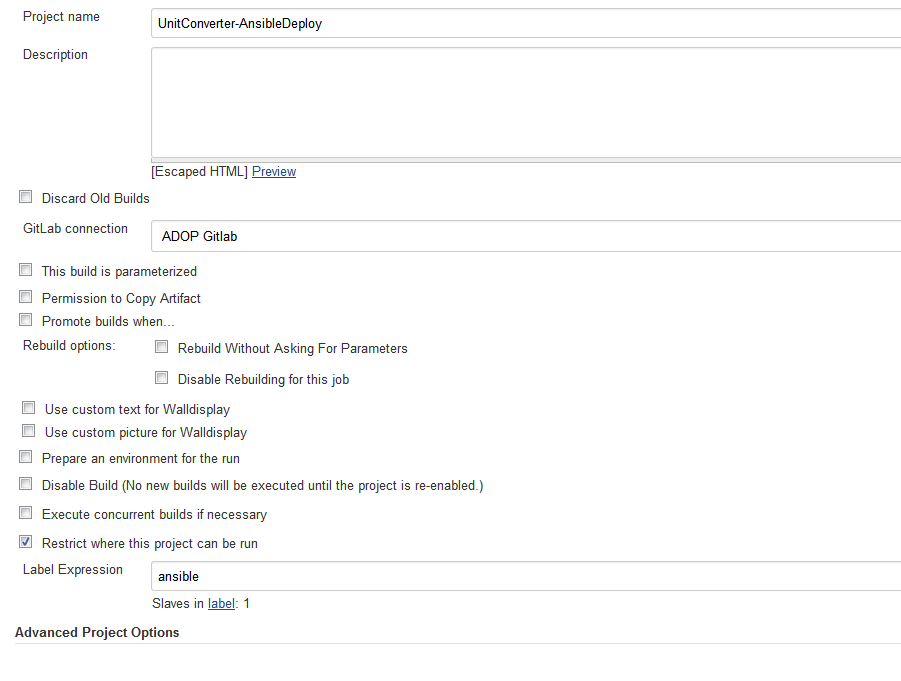 Project name
UnitConverter-AnsibleDeploy
Description
[Escaped HTML] Preview
Discard Old Builds
GitLab connection
ADOP Gitlab
This build is parameterized
Permission to Copy Artifact
Promote builds when...
Rebuild options:
Rebuild Without Asking For Parameters
Disable Rebuilding for this job
Use custom text for Walldisplay
Use custom picture for Walldisplay
Prepare an environment for the run
Disable Build (No new builds will be executed until the project is re-enabled.)
Execute concurrent builds if necessary
Restrict where this project can be run
Label Expression
ansible
Slaves in label: 1
Advanced Project Options